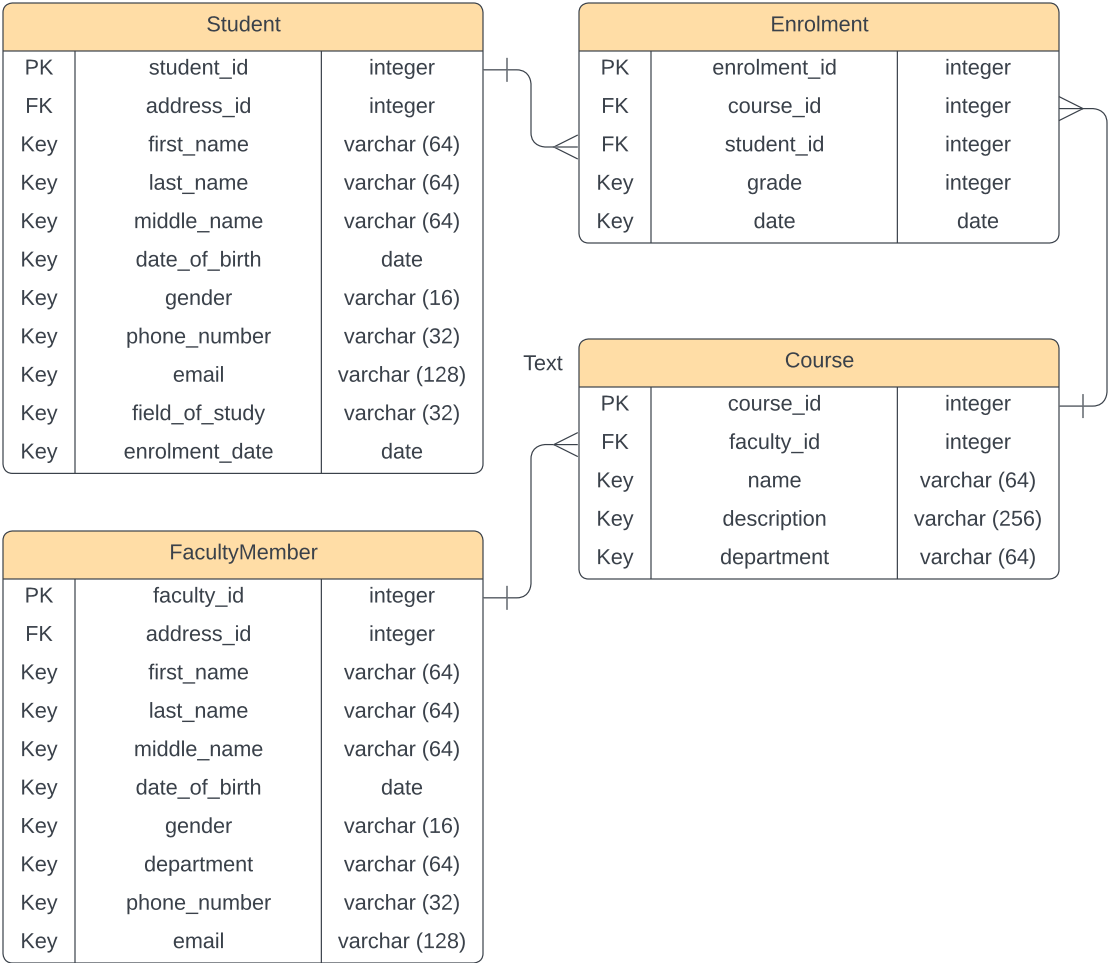 Student
PK student_id integer
FK address_id integer
Key first_name varchar (64)
Key last_name varchar (64)
Key middle_name varchar (64)
Key date_of_birth date
Key gender varchar (16)
Key phone_number varchar (32)
Key email varchar (128)
Key field_of_study varchar (32)
Key enrolment_date date
Enrolment
PK enrolment_id integer
FK course_id integer
FK student_id integer
Key grade integer
Key date date
Text
Course
PK course_id integer
FK faculty_id integer
Key name varchar (64)
Key description varchar (256)
Key department varchar (64)
FacultyMember
PK faculty_id integer
FK address_id integer
Key first_name varchar (64)
Key last_name varchar (64)
Key middle_name varchar (64)
Key date_of_birth date
Key gender varchar (16)
Key department varchar (64)
Key phone_number varchar (32)
Key email varchar (128)